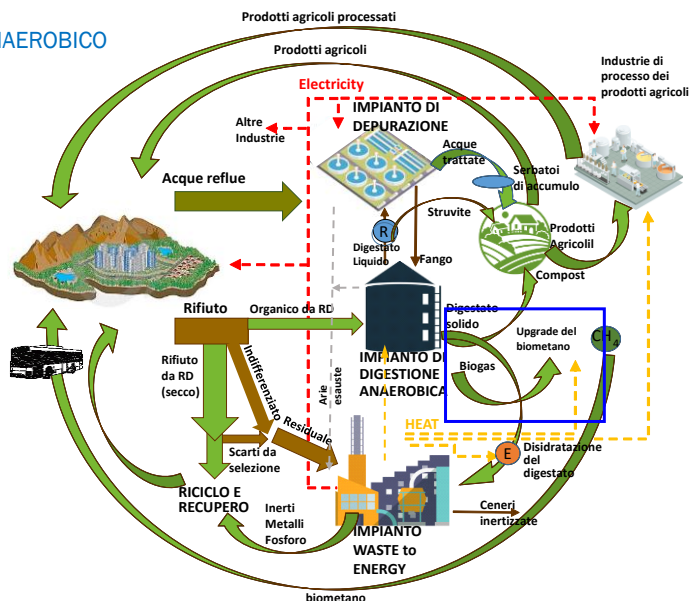 Prodotti agricoli processati
NAEROBICO
Prodotti agricoli
Industrie di
processo dei
prodotti agricoli
Electricity
IMPIANTO DI
DEPURAZIONE
Altre
Industrie
Acque
trattate
Serbatoi
di accumulo
Acque reflue
Struvite
R
Digestato
Liquido
Fango
Prodotti
Agricolil
Compost
Rifiuto
Organico da RD
Digestato
solido
Upgrade del
biometano
CH4
Rifiuto
da RD
(secco)
Indifferenziato
IMPIANTO DI
DIGESTIONE
ANAEROBICA
Biogas
Arie
esauste
Residuale
HEAT
Scarti da
selezione
E
Disidratazione
del
digestato
RICICLO E
RECUPERO
Inerti
Metalli
Fosforo
Ceneri
inertizzate
IMPIANTO
WASTE to
ENERGY
biometano